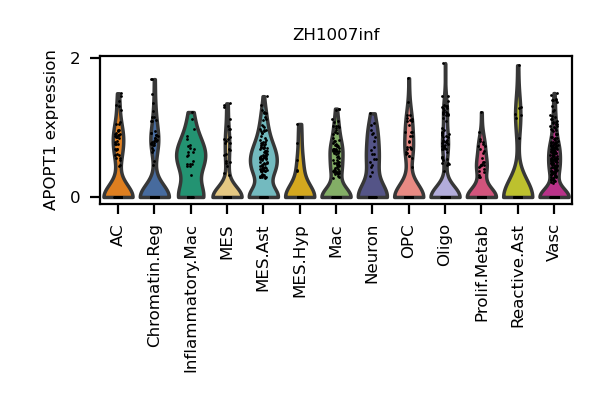 ZH1007inf
APOPT1 expression
2
0
AC
Chromatin.Reg
Inflammatory.Mac
MES
MES.Ast
MES.Hyp
Mac
Neuron
OPC
Oligo
Prolif.Metab
Reactive.Ast
Vasc